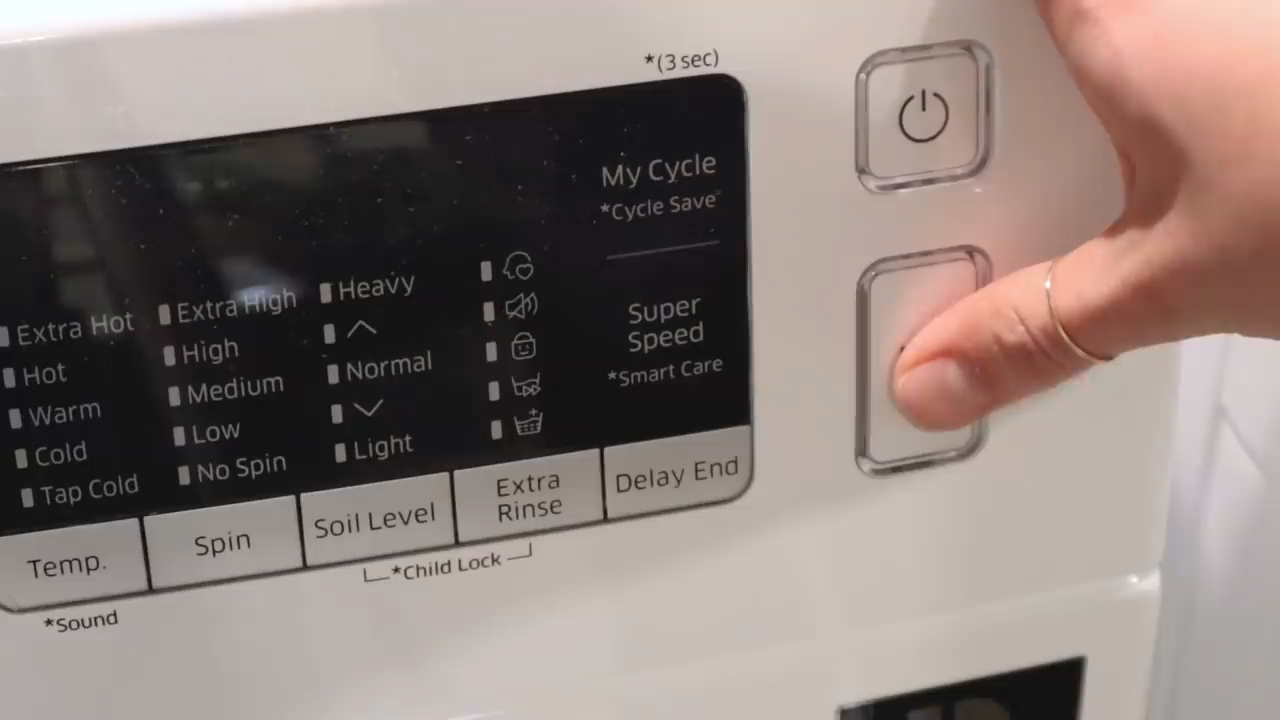 *(3 sec)
My Cycle
*Cycle Save
Super
Speed
*Smart Care
Extra Hot
Hot
Warm
Cold
Tap Cold
Extra High
High
Medium
Low
No Spin
Heavy
Normal
Light
Temp.
Spin
Soil Level
Extra
Rinse
Delay End
*Sound
*Child Lock